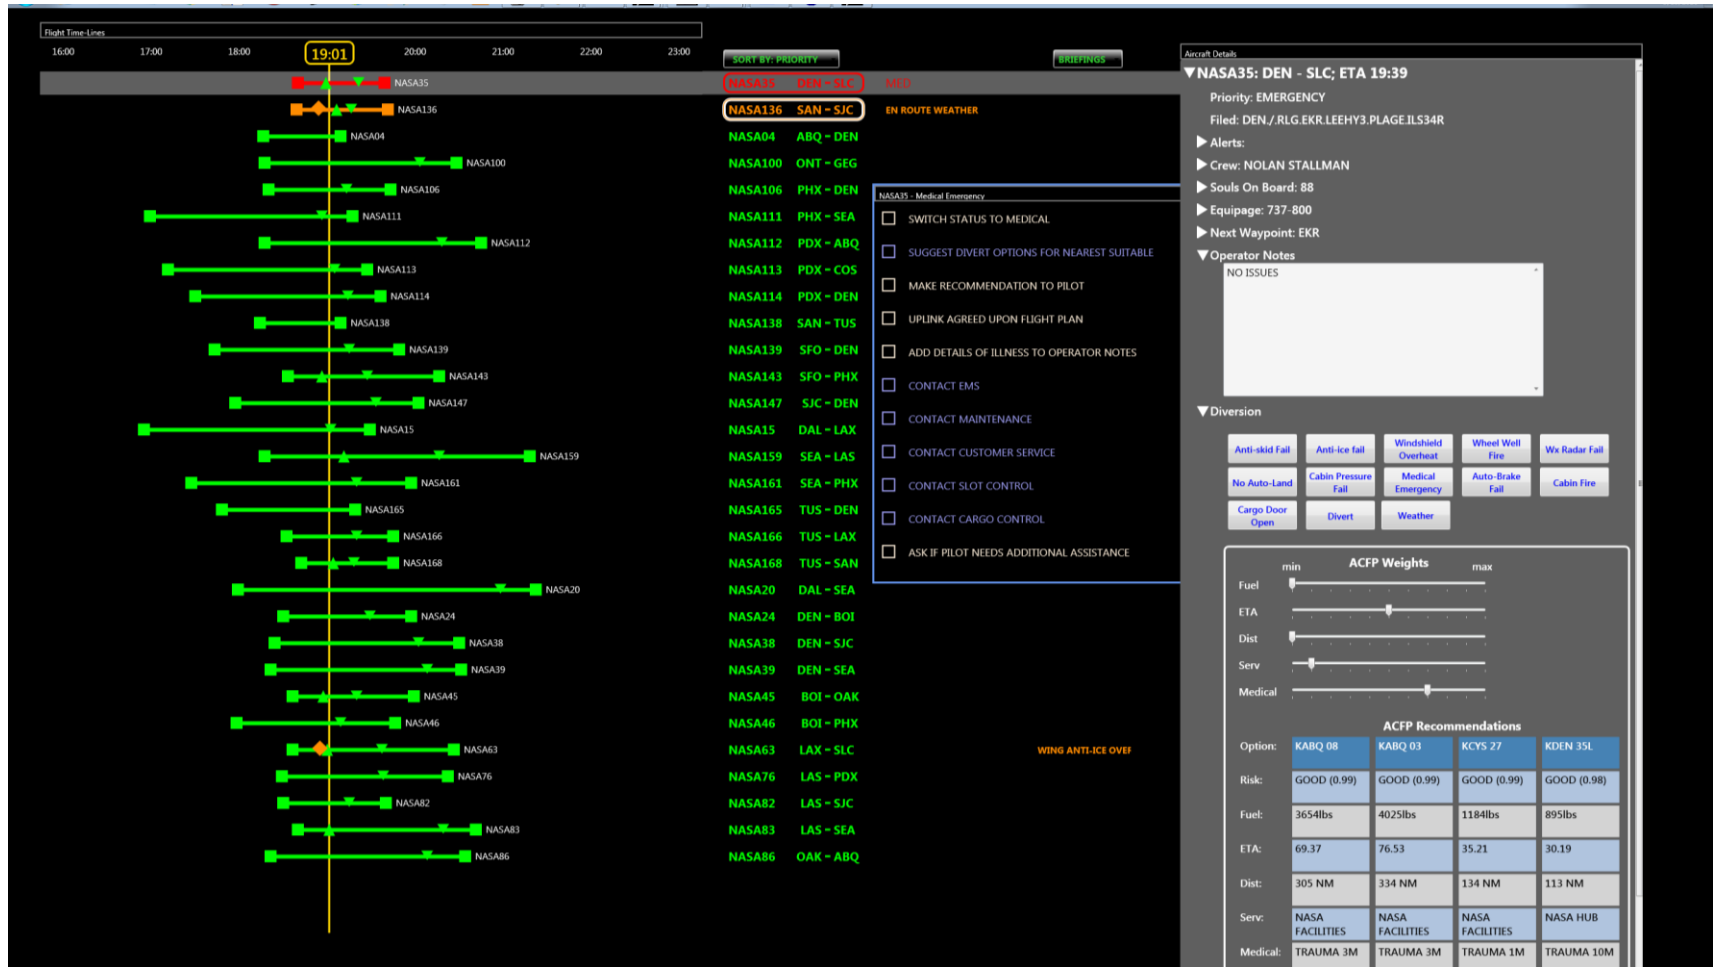 Flight Time-Lines
16:00 17:00 18:00 19:01 20:00 21:00 22:00 23:00
NASA35
NASA136
NASA04
NASA100
NASA106
NASA111
NASA112
NASA113
NASA114
NASA138
NASA139
NASA143
NASA147
NASA15
NASA159
NASA161
NASA165
NASA166
NASA168
NASA20
NASA24
NASA38
NASA39
NASA45
NASA46
NASA63
NASA76
NASA82
NASA83
NASA86
SORT BY: PRIORITY
BRIEFINGS
NASA35 DEN - SLC MED
NASA136 SAN - SJC EN ROUTE WEATHER
NASA04 ABQ - DEN
NASA100 ONT - GEG
NASA106 PHX - DEN
NASA111 PHX - SEA
NASA112 PDX - ABQ
NASA113 PDX - COS
NASA114 PDX - DEN
NASA138 SAN - TUS
NASA139 SFO - DEN
NASA143 SFO - PHX
NASA147 SJC - DEN
NASA15 DAL - LAX
NASA159 SEA - LAS
NASA161 SEA - PHX
NASA165 TUS - DEN
NASA166 TUS - LAX
NASA168 TUS - SAN
NASA20 DAL - SEA
NASA24 DEN - BOI
NASA38 DEN - SJC
NASA39 DEN - SEA
NASA45 BOI - OAK
NASA46 BOI - PHX
NASA63 LAX - SLC WING ANTI-ICE OVER
NASA76 LAS - PDX
NASA82 LAS - SJC
NASA83 LAS - SEA
NASA86 OAK - ABQ
NASA35 - Medical Emergency
SWITCH STATUS TO MEDICAL
SUGGEST DIVERT OPTIONS FOR NEAREST SUITABLE
MAKE RECOMMENDATION TO PILOT
UPLINK AGREED UPON FLIGHT PLAN
ADD DETAILS OF ILLNESS TO OPERATOR NOTES
CONTACT EMS
CONTACT MAINTENANCE
CONTACT CUSTOMER SERVICE
CONTACT SLOT CONTROL
CONTACT CARGO CONTROL
ASK IF PILOT NEEDS ADDITIONAL ASSISTANCE
Aircraft Details
NASA35: DEN - SLC; ETA 19:39
Priority: EMERGENCY
Filed: DEN./.RLG.EKR.LEEHY3.PLAGE.ILS34R
Alerts:
Crew: NOLAN STALLMAN
Souls On Board: 88
Equipage: 737-800
Next Waypoint: EKR
Operator Notes
NO ISSUES
Diversion
Anti-skid Fail
Anti-ice fail
Windshield
Overheat
Wheel Well
Fire
Wx Radar Fail
No Auto-Land
Cabin Pressure
Fail
Medical
Emergency
Auto-Brake
Fail
Cabin Fire
Cargo Door
Open
Divert
Weather
min ACFP Weights max
Fuel
ETA
Dist
Serv
Medical
ACFP Recommendations
Option: KABQ 08 KABQ 03 KCYS 27 KDEN 35L
Risk: GOOD (0.99) GOOD (0.99) GOOD (0.99) GOOD (0.98)
Fuel: 3654lbs 4025lbs 1184lbs 895lbs
ETA: 69.37 76.53 35.21 30.19
Dist: 305 NM 334 NM 134 NM 113 NM
Serv: NASA NASA NASA NASA HUB
FACILITIES FACILITIES FACILITIES
Medical: TRAUMA 3M TRAUMA 3M TRAUMA 1M TRAUMA 10M